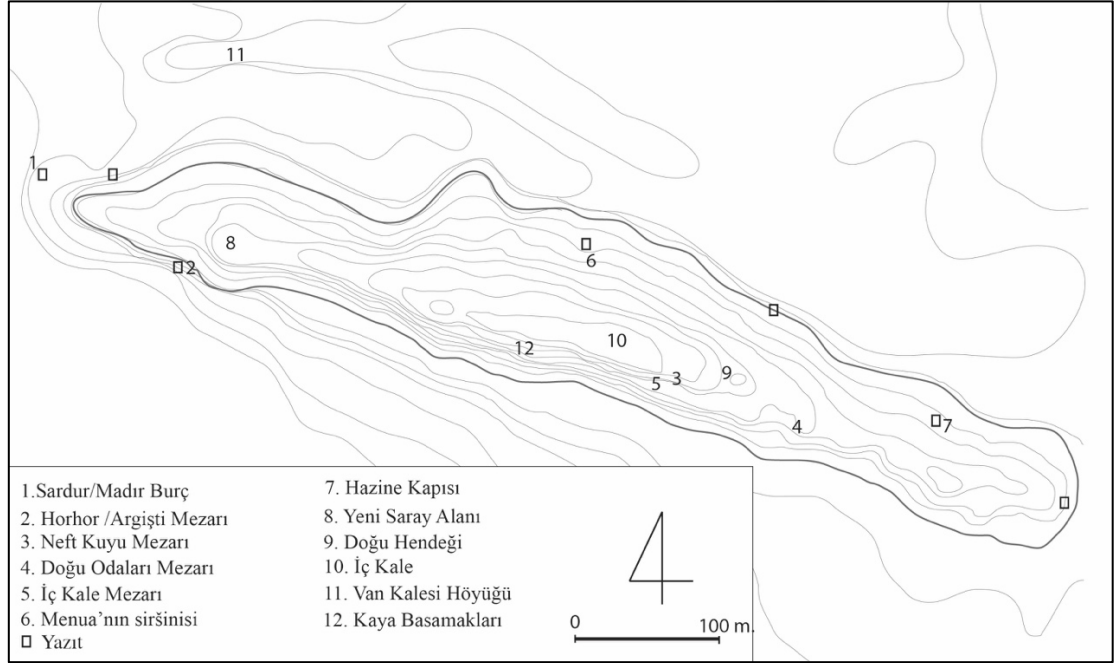 11
1
8
2
6
10
12
9
5 3
4
7
1.Sardur/Madır Burç
2. Horhor /Argişti Mezarı
3. Neft Kuyu Mezarı
4. Doğu Odaları Mezarı
5. İç Kale Mezarı
6. Menua’nın siršinisi
Yazıt
7. Hazine Kapısı
8. Yeni Saray Alanı
9. Doğu Hendeği
10. İç Kale
11. Van Kalesi Höyüğü
12. Kaya Basamakları
0 100 m.